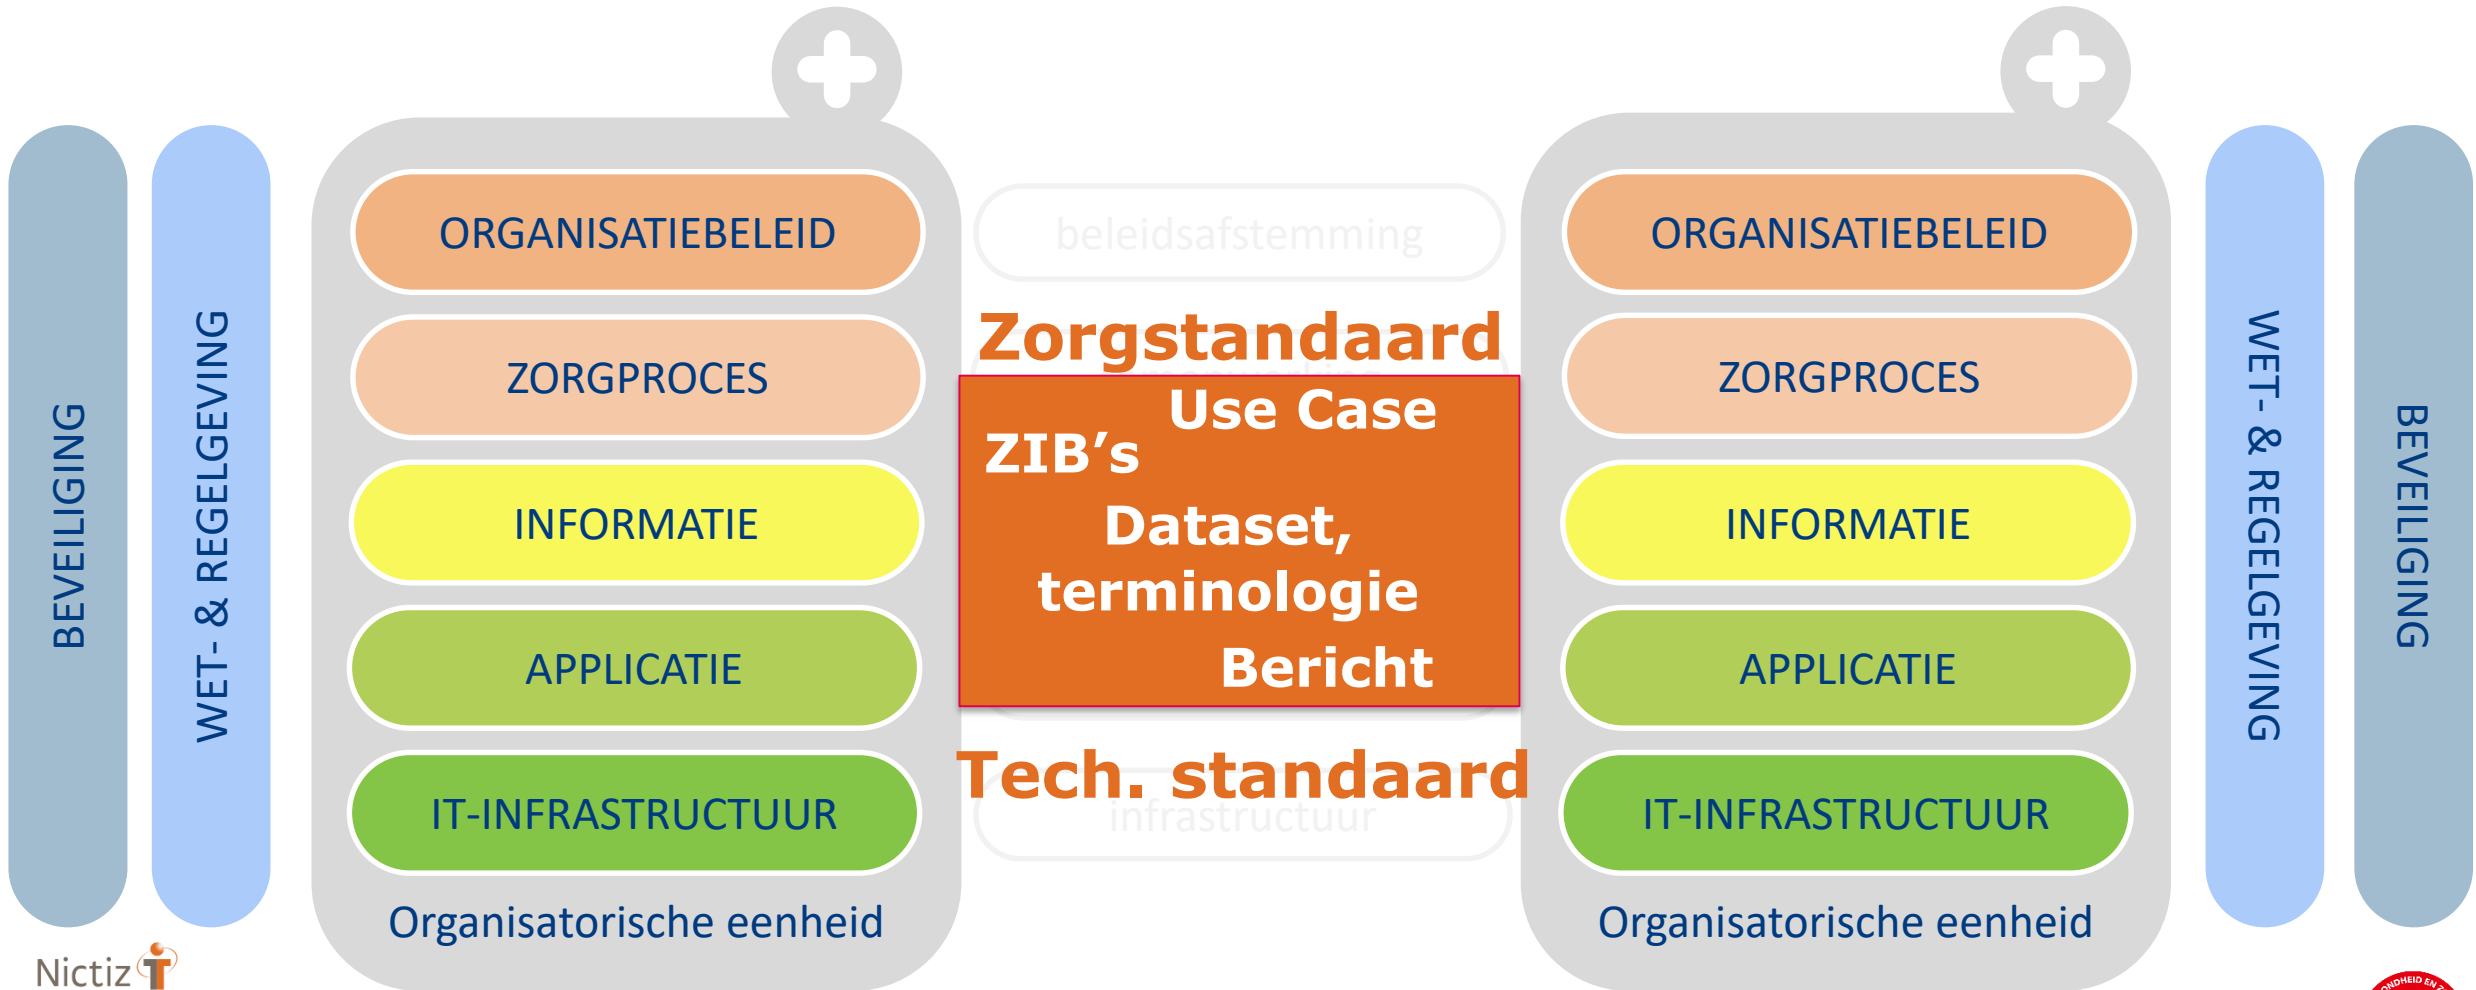 BEVEILIGING
WET- & REGELGEVING
ORGANISATIEBELEID
ZORGPROCES
INFORMATIE
APPLICATIE
IT-INFRASTRUCTUUR
Organisatorische eenheid
beleidsafstemming
Zorgstandaard
Use Case
ZIB's
Dataset,
terminologie
Bericht
Tech. standaard
infrastructuur
ORGANISATIEBELEID
ZORGPROCES
INFORMATIE
APPLICATIE
IT-INFRASTRUCTUUR
Organisatorische eenheid
WET- & REGELGEVING
BEVEILIGING
Nictiz